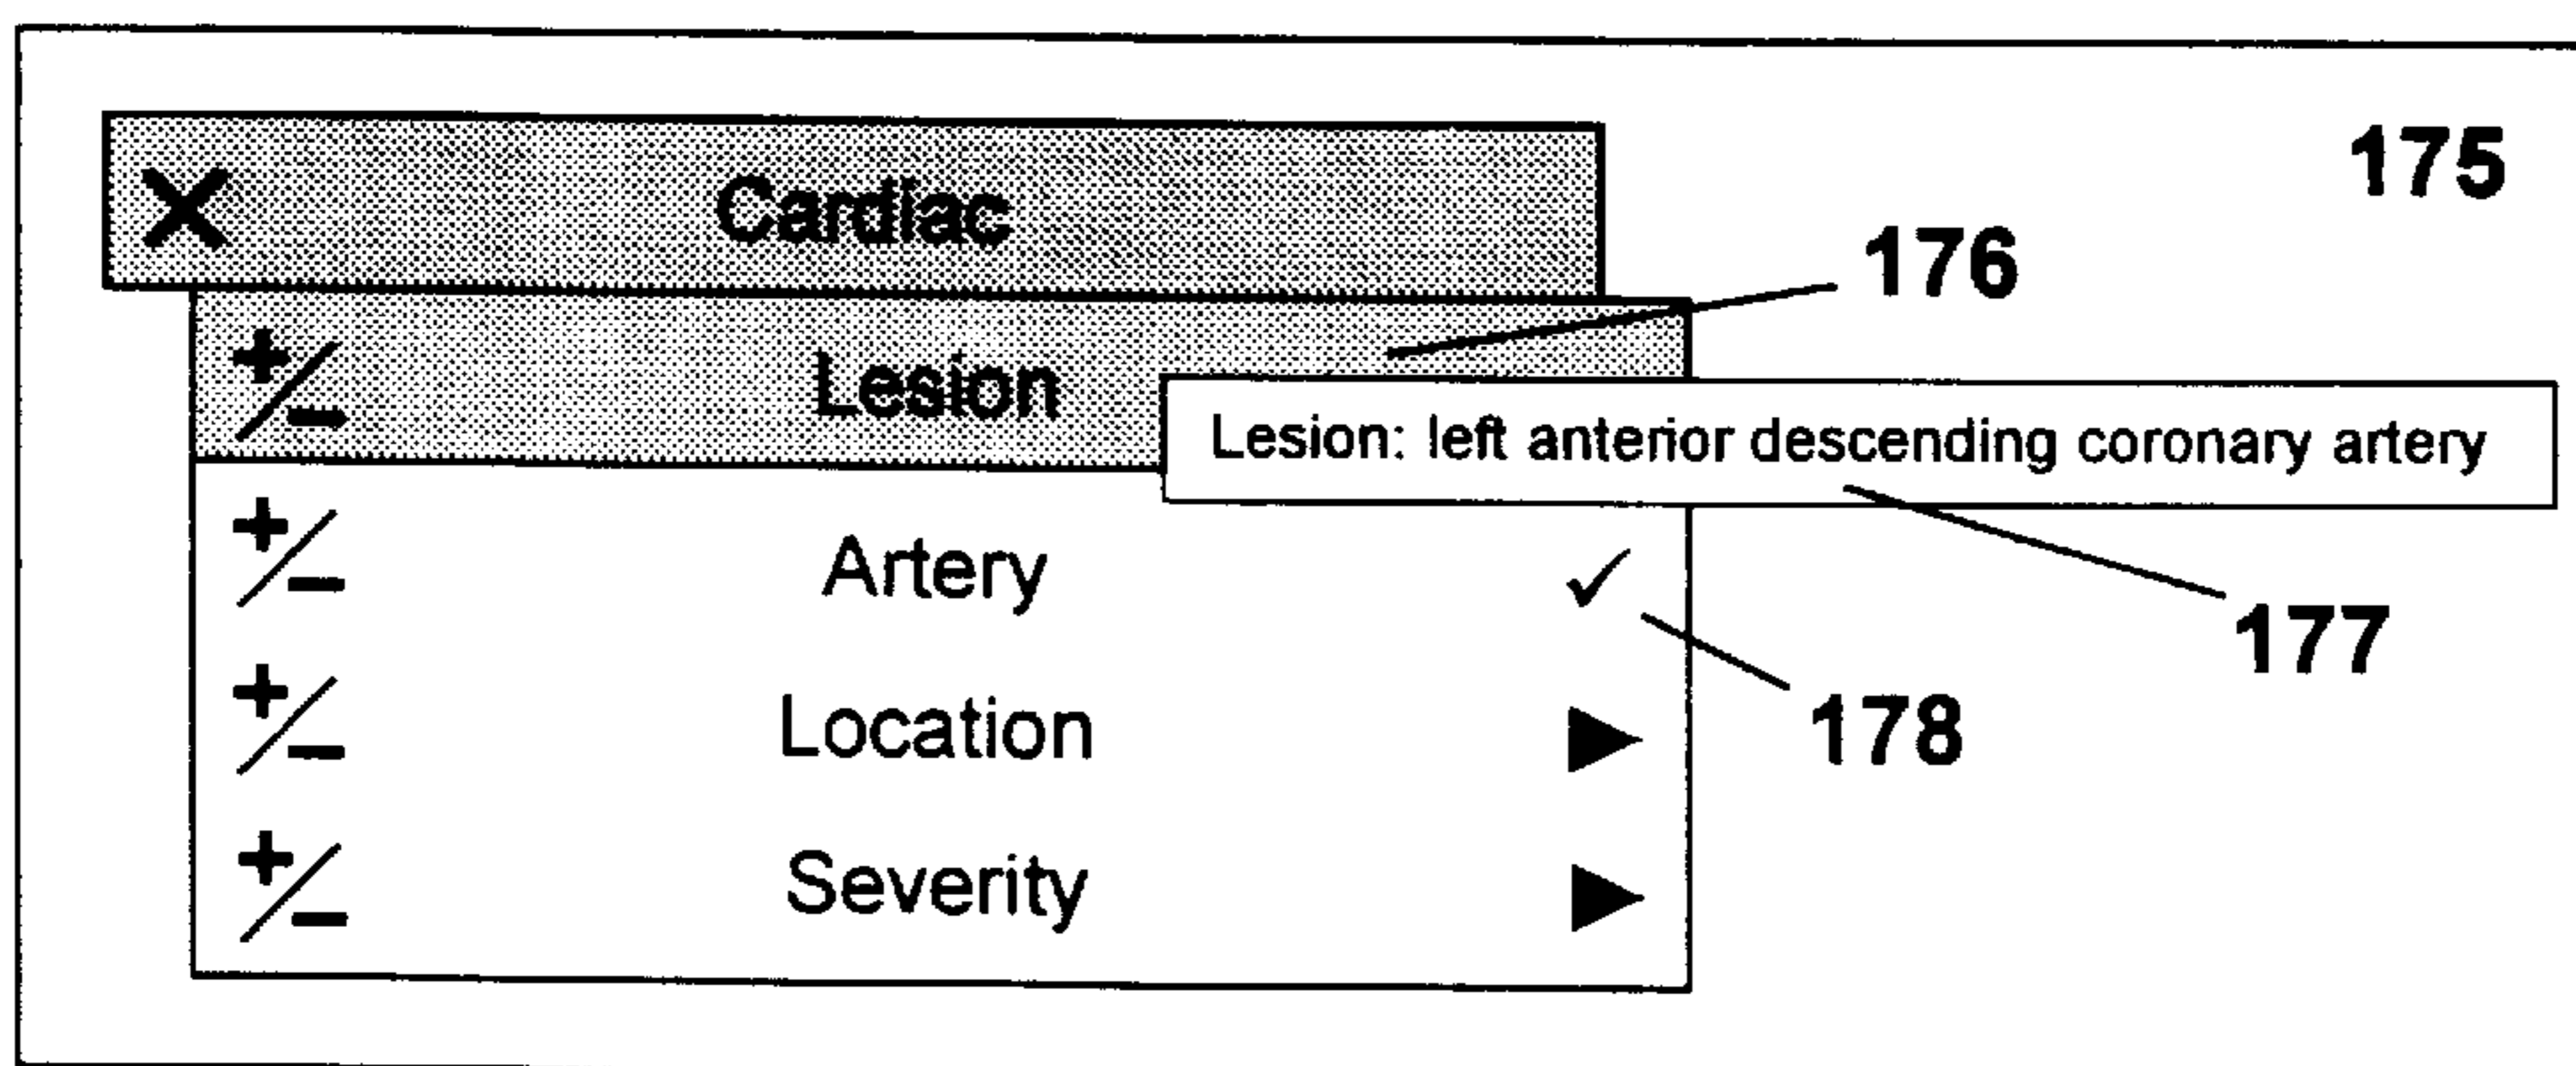 175
Cardiac
176
+/- Lesion
Lesion: left anterior descending coronary artery
+/- Artery ✓
177
+/- Location ▶
178
+/- Severity ▶